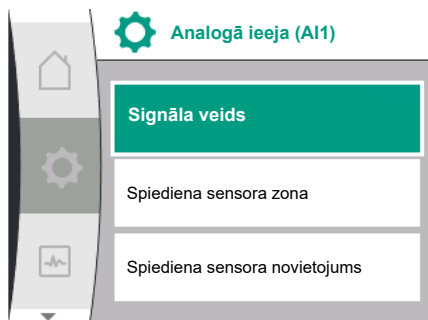 Analogā ieeja (AI1)
Signāla veids
Spiediena sensora zona
Spiediena sensora novietojums